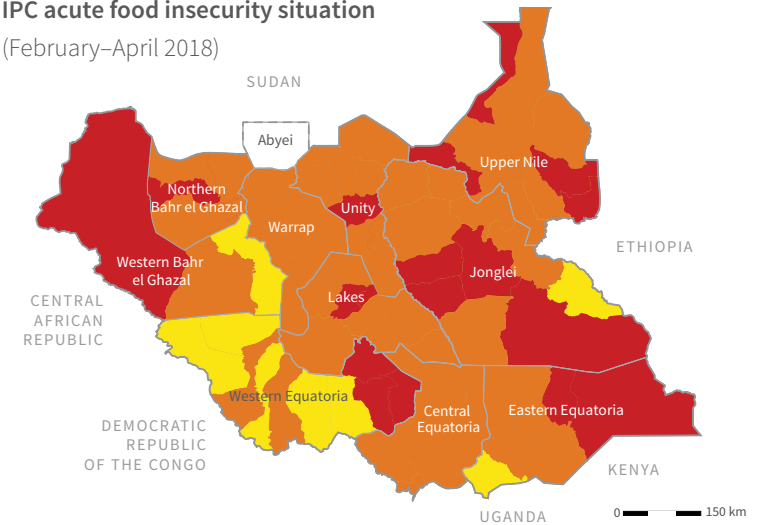 IPC acute food insecurity situation
(February–April 2018)
SUDAN
Abyei
Upper Nile
Northern
Bahr el Ghazal
Unity
Warrap
ETHIOPIA
Western Bahr
el Ghazal
Jonglei
Lakes
CENTRAL
AFRICAN
REPUBLIC
Western Equatoria
Central
Equatoria
Eastern Equatoria
DEMOCRATIC
REPUBLIC
OF THE CONGO
KENYA
UGANDA
0 150 km